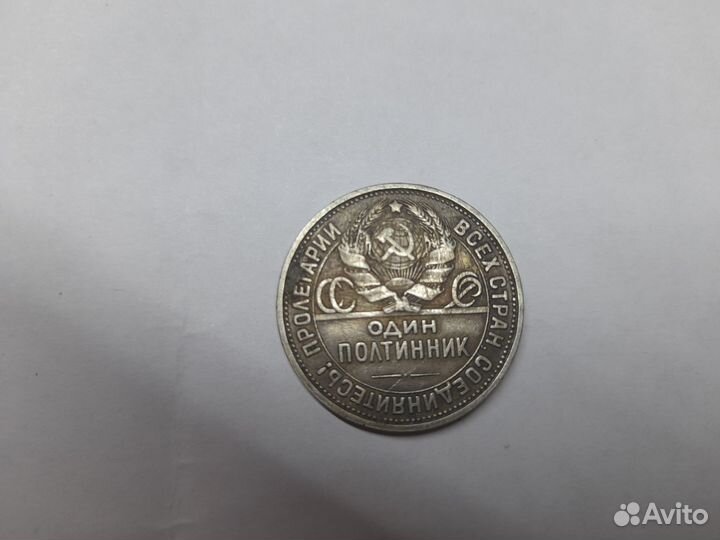 ПРОЛЕТАРИИ ВСЕХ СТРАН, СОЕДИНЯЙТЕСЬ!
СС СР
ОДИН
ПОЛТИННИК
Avito